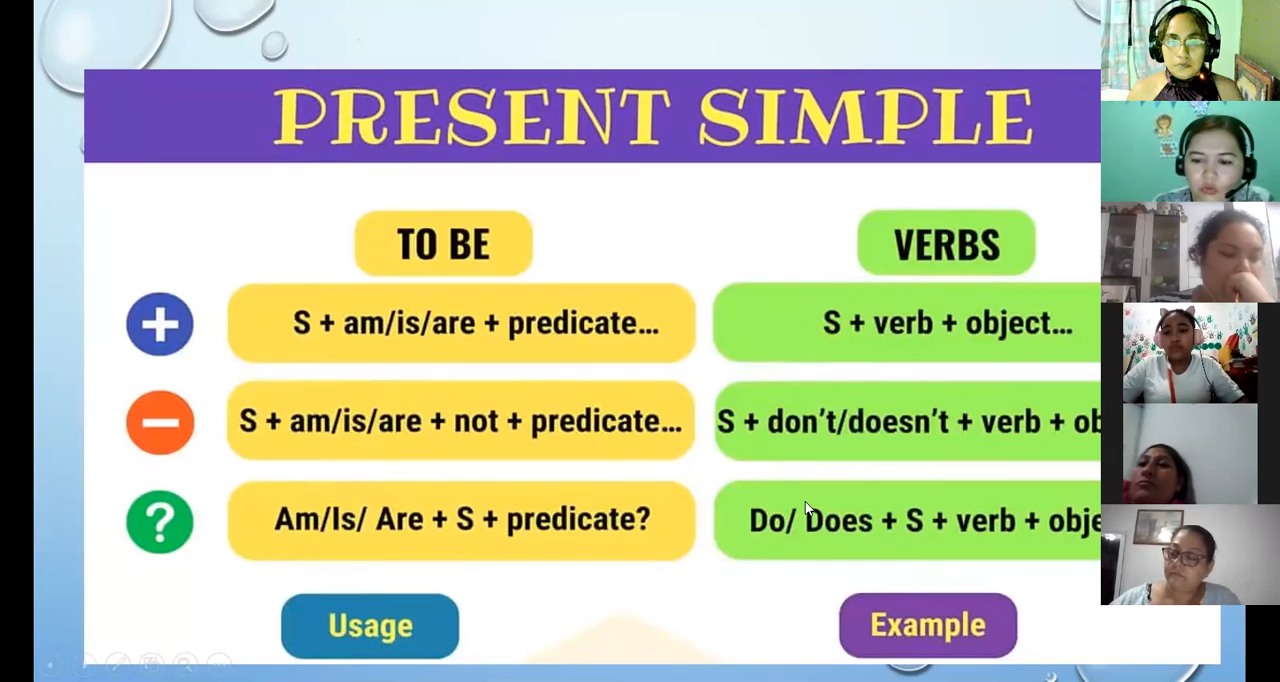 PRESENT SIMPLE
TO BE
VERBS
S + am/is/are + predicate...
S + verb + object...
S + am/is/are + not + predicate...
S + don't/doesn't + verb + ob
Am/Is/ Are + S + predicate?
Do/ Does + S + verb + obje
Usage
Example